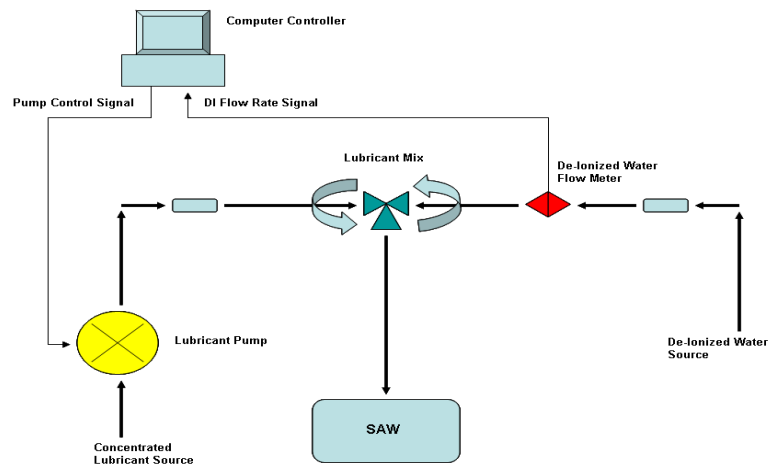 Computer Controller
Pump Control Signal
DI Flow Rate Signal
Lubricant Mix
De-Ionized Water
Flow Meter
Lubricant Pump
De-Ionized Water
Source
SAW
Concentrated
Lubricant Source